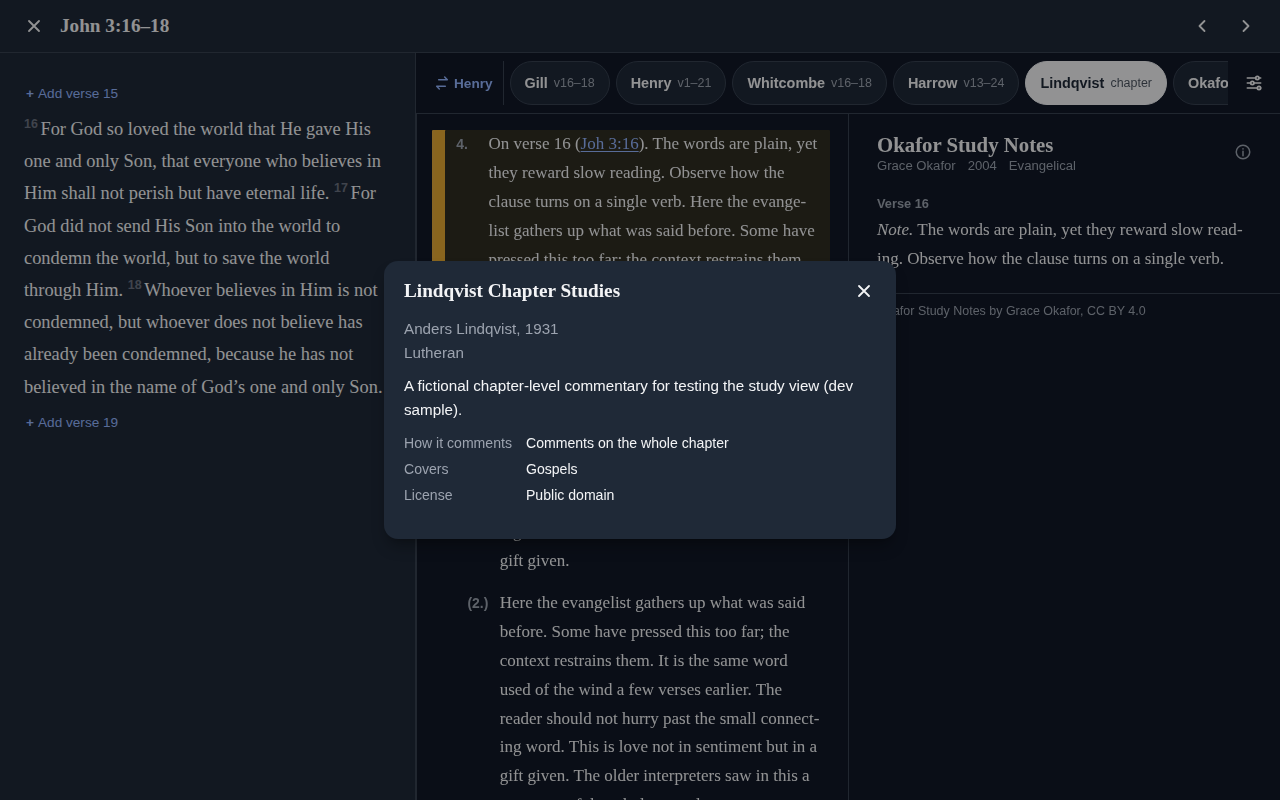 John 3:16–18
+ Add verse 15
16 For God so loved the world that He gave His
one and only Son, that everyone who believes in
Him shall not perish but have eternal life. 17 For
God did not send His Son into the world to
condemn the world, but to save the world
through Him. 18 Whoever believes in Him is not
condemned, but whoever does not believe has
already been condemned, because he has not
believed in the name of God’s one and only Son.
+ Add verse 19
Henry
Gill v16–18
Henry v1–21
Whitcombe v16–18
Harrow v13–24
Lindqvist chapter
Okafo
4. On verse 16 (Joh 3:16). The words are plain, yet
they reward slow reading. Observe how the
clause turns on a single verb. Here the evange-
list gathers up what was said before. Some have
pressed this too far; the context restrains them.
gift given.
(2.) Here the evangelist gathers up what was said
before. Some have pressed this too far; the
context restrains them. It is the same word
used of the wind a few verses earlier. The
reader should not hurry past the small connect-
ing word. This is love not in sentiment but in a
gift given. The older interpreters saw in this a
Okafor Study Notes
Grace Okafor 2004 Evangelical
Verse 16
Note. The words are plain, yet they reward slow read-
ing. Observe how the clause turns on a single verb.
afor Study Notes by Grace Okafor, CC BY 4.0
Lindqvist Chapter Studies
Anders Lindqvist, 1931
Lutheran
A fictional chapter-level commentary for testing the study view (dev
sample).
How it comments Comments on the whole chapter
Covers Gospels
License Public domain